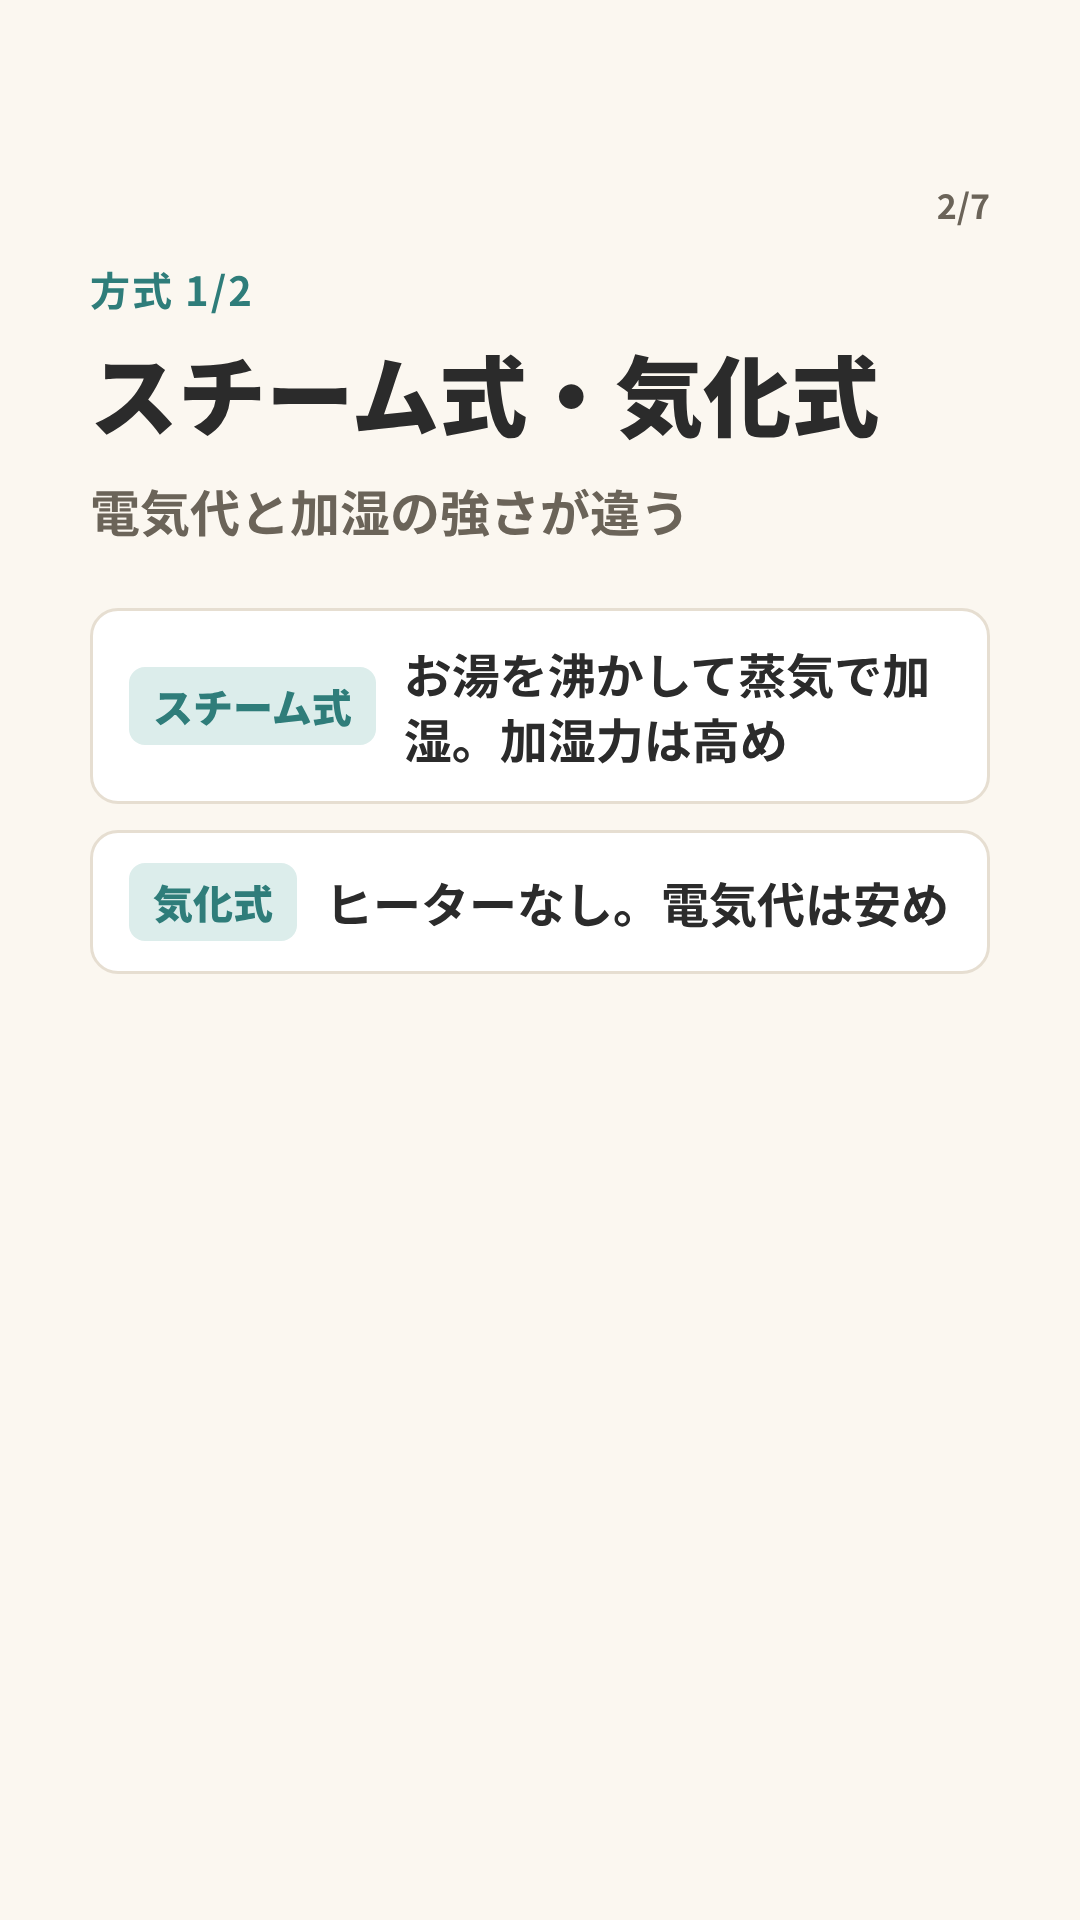 2/7
方式 1/2
スチーム式・気化式
電気代と加湿の強さが違う
スチーム式
お湯を沸かして蒸気で加
湿。加湿力は高め
気化式
ヒーターなし。電気代は安め